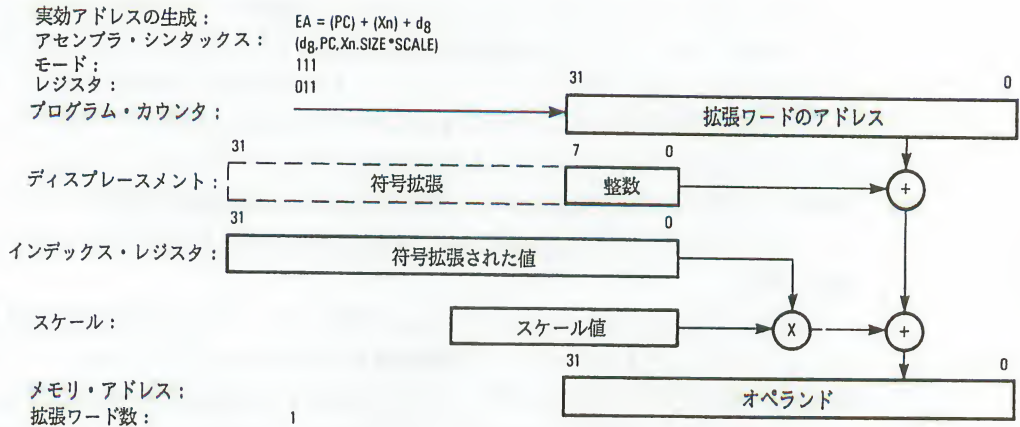 実効アドレスの生成： EA = (PC) + (Xn) + d8
アセンブラ・シンタックス： (d8,PC,Xn.SIZE*SCALE)
モード： 111
レジスタ： 011
31 0
プログラム・カウンタ： 拡張ワードのアドレス
31 7 0
ディスプレースメント： 符号拡張 整数 +
31 0
インデックス・レジスタ： 符号拡張された値
スケール： スケール値 X +
31 0
メモリ・アドレス： オペランド
拡張ワード数： 1